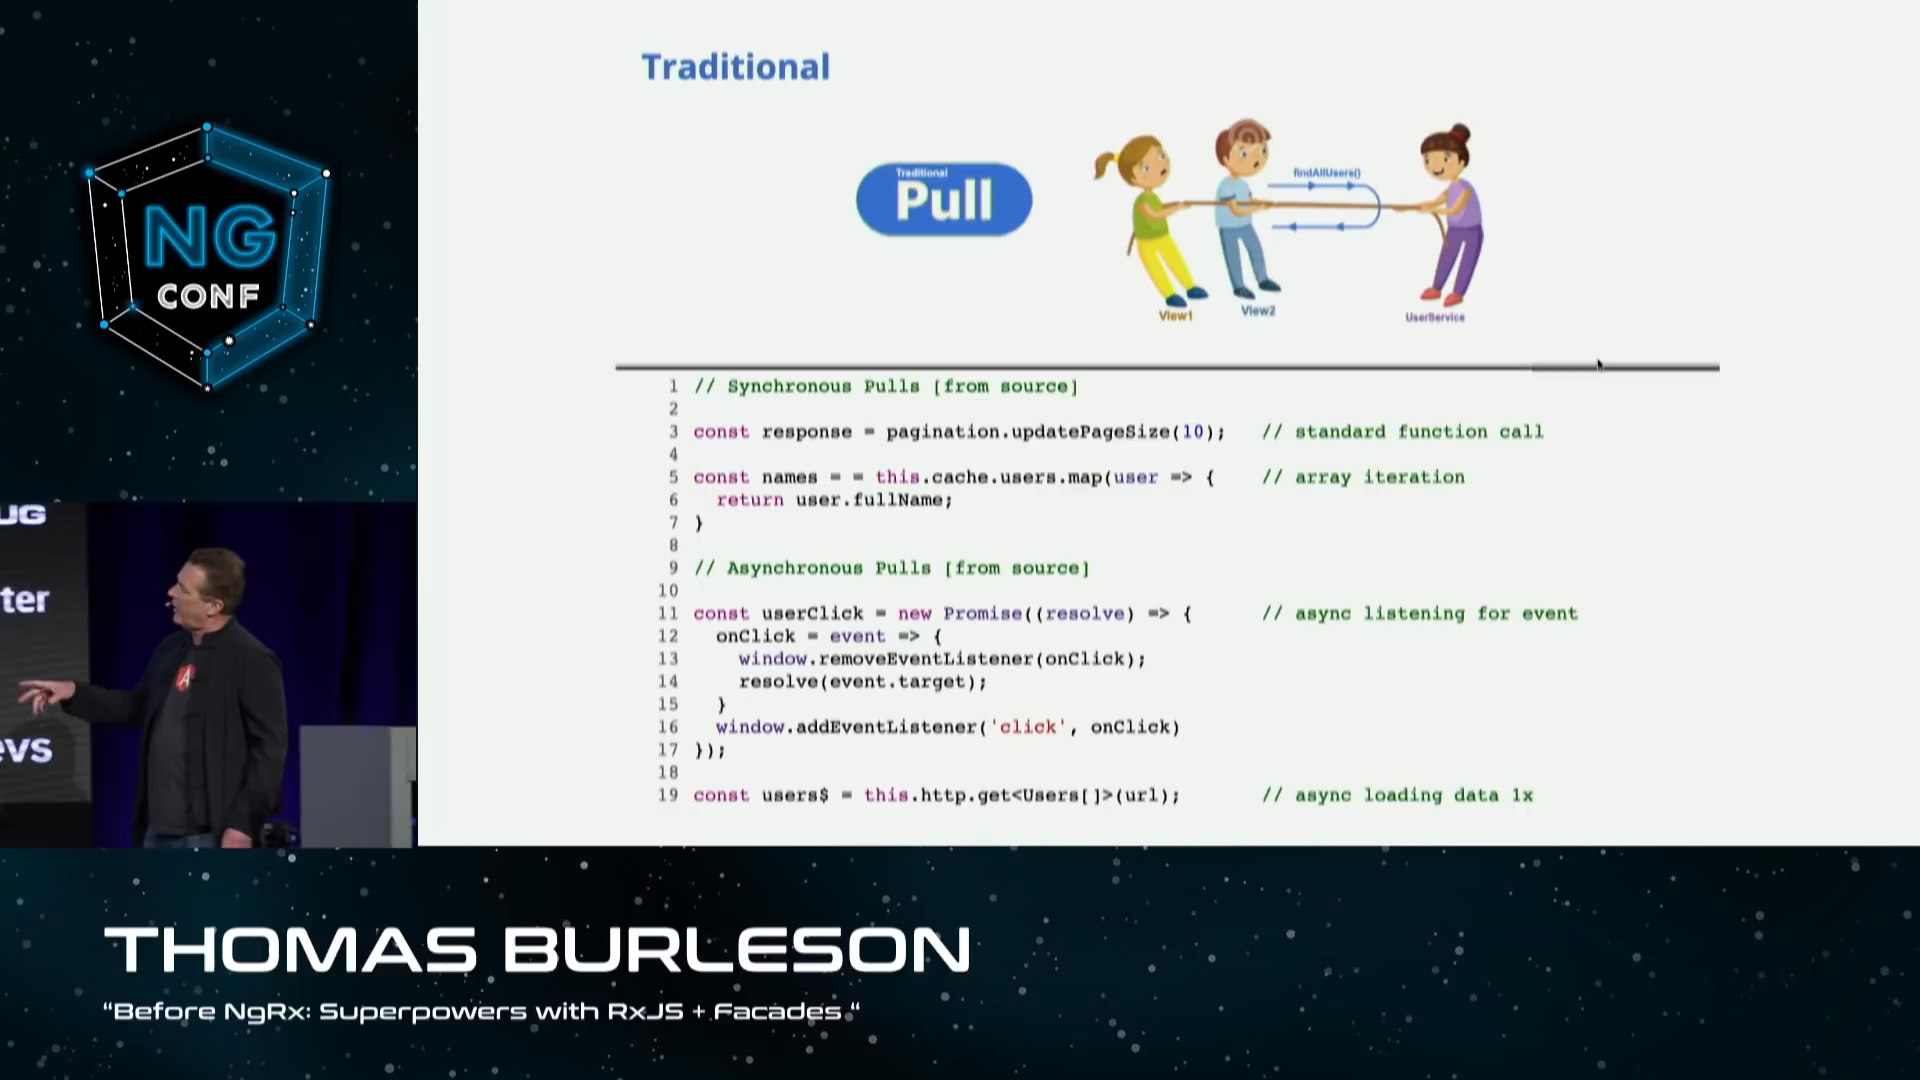 NG
CONF
UG
ter
evs
Traditional
Traditional
Pull
findAllUsers()
View1
View2
UserService
1 // Synchronous Pulls [from source]
2
3 const response = pagination.updatePageSize(10); // standard function call
4
5 const names = = this.cache.users.map(user => { // array iteration
6 return user.fullName;
7 }
8
9 // Asynchronous Pulls [from source]
10
11 const userClick = new Promise((resolve) => { // async listening for event
12 onClick = event => {
13 window.removeEventListener(onClick);
14 resolve(event.target);
15 }
16 window.addEventListener('click', onClick)
17 });
18
19 const users$ = this.http.get<Users[]>(url); // async loading data 1x
THOMAS BURLESON
“Before NgRx: Superpowers with RxJS + Facades “